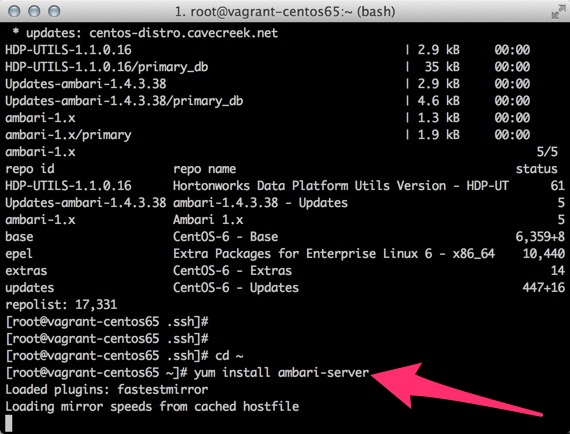 1. root@vagrant-centos65:~ (bash)
* updates: centos-distro.cavecreek.net
HDP-UTILS-1.1.0.16 | 2.9 kB 00:00
HDP-UTILS-1.1.0.16/primary_db | 35 kB 00:00
Updates-ambari-1.4.3.38 | 2.9 kB 00:00
Updates-ambari-1.4.3.38/primary_db | 4.6 kB 00:00
ambari-1.x | 1.3 kB 00:00
ambari-1.x/primary | 1.9 kB 00:00
ambari-1.x 5/5
repo id repo name status
HDP-UTILS-1.1.0.16 Hortonworks Data Platform Utils Version - HDP-UT 61
Updates-ambari-1.4.3.38 ambari-1.4.3.38 - Updates 5
ambari-1.x Ambari 1.x 5
base CentOS-6 - Base 6,359+8
epel Extra Packages for Enterprise Linux 6 - x86_64 10,440
extras CentOS-6 - Extras 14
updates CentOS-6 - Updates 447+16
repolist: 17,331
[root@vagrant-centos65 .ssh]#
[root@vagrant-centos65 .ssh]#
[root@vagrant-centos65 .ssh]# cd ~
[root@vagrant-centos65 ~]# yum install ambari-server
Loaded plugins: fastestmirror
Loading mirror speeds from cached hostfile